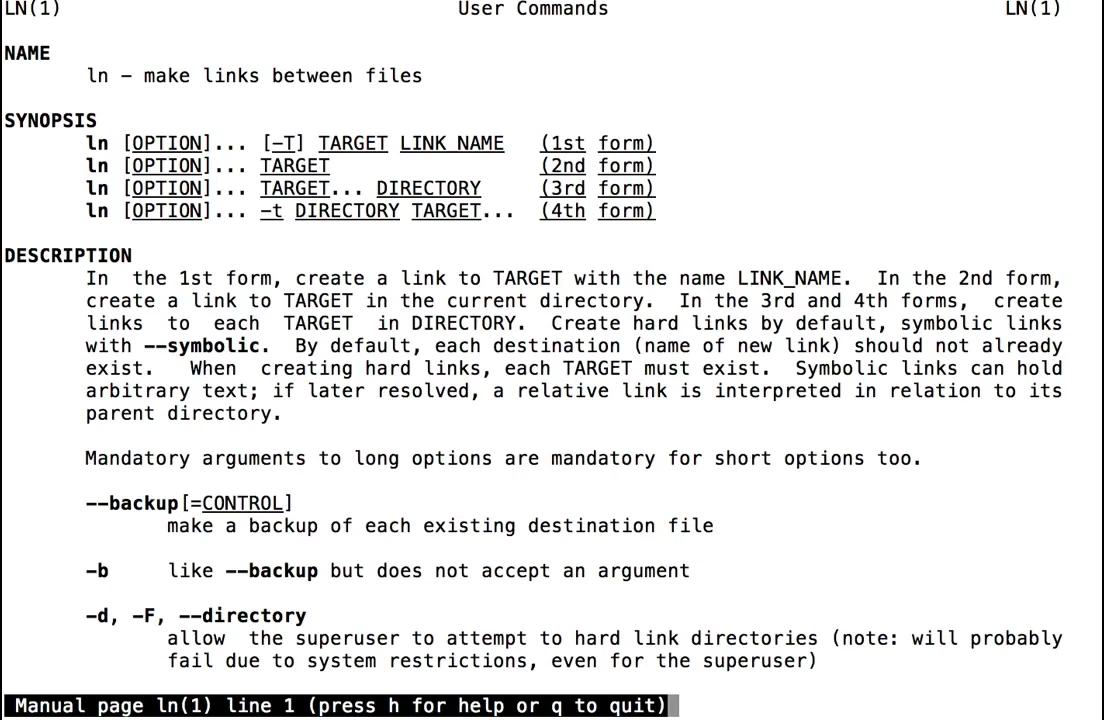 LN(1) User Commands LN(1)
NAME
ln – make links between files
SYNOPSIS
ln [OPTION]... [–T] TARGET LINK_NAME (1st form)
ln [OPTION]... TARGET (2nd form)
ln [OPTION]... TARGET... DIRECTORY (3rd form)
ln [OPTION]... –t DIRECTORY TARGET... (4th form)
DESCRIPTION
In the 1st form, create a link to TARGET with the name LINK_NAME. In the 2nd form,
create a link to TARGET in the current directory. In the 3rd and 4th forms, create
links to each TARGET in DIRECTORY. Create hard links by default, symbolic links
with ––symbolic. By default, each destination (name of new link) should not already
exist. When creating hard links, each TARGET must exist. Symbolic links can hold
arbitrary text; if later resolved, a relative link is interpreted in relation to its
parent directory.
Mandatory arguments to long options are mandatory for short options too.
––backup[=CONTROL]
make a backup of each existing destination file
–b like ––backup but does not accept an argument
–d, –F, ––directory
allow the superuser to attempt to hard link directories (note: will probably
fail due to system restrictions, even for the superuser)
Manual page ln(1) line 1 (press h for help or q to quit)